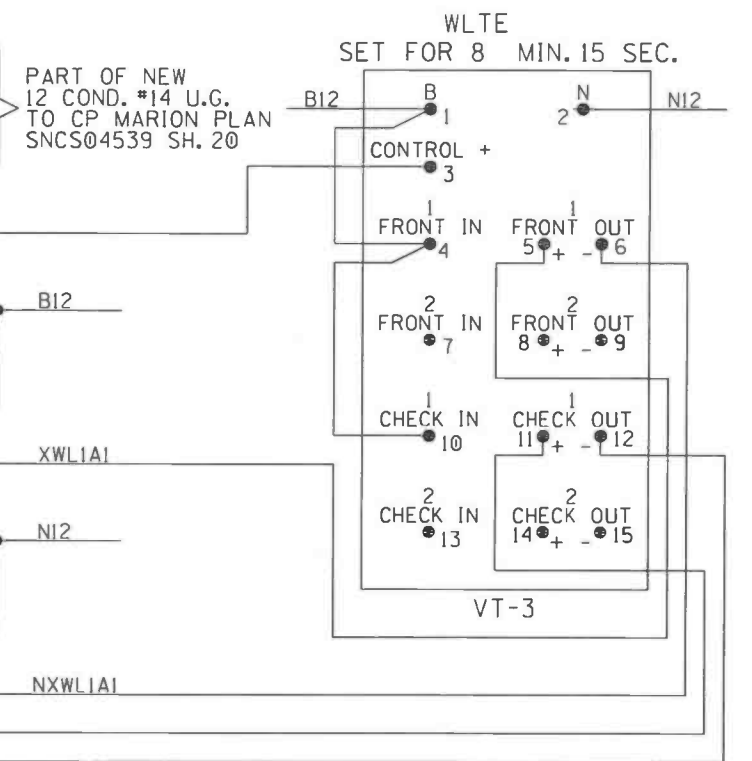 WLTE
SET FOR 8 MIN. 15 SEC.
PART OF NEW
12 COND. #14 U.G.
TO CP MARION PLAN
SNCS04539 SH. 20
B12
B
1
N
2
N12
CONTROL +
3
1
FRONT IN
4
1
FRONT OUT
5 + - 6
B12
2
FRONT IN
7
2
FRONT OUT
8 + - 9
1
CHECK IN
10
1
CHECK OUT
11 + - 12
XWL1A1
2
CHECK IN
13
2
CHECK OUT
14 + - 15
N12
VT-3
NXWL1A1